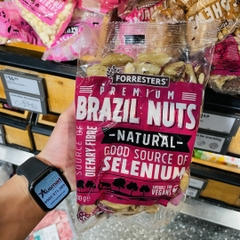 FORRESTERS'
PREMIUM
BRAZIL NUTS
NATURAL
GOOD SOURCE OF
SELENIUM
SOURCE OF
DIETARY FIBRE
SUITABLE FOR
VEGANS